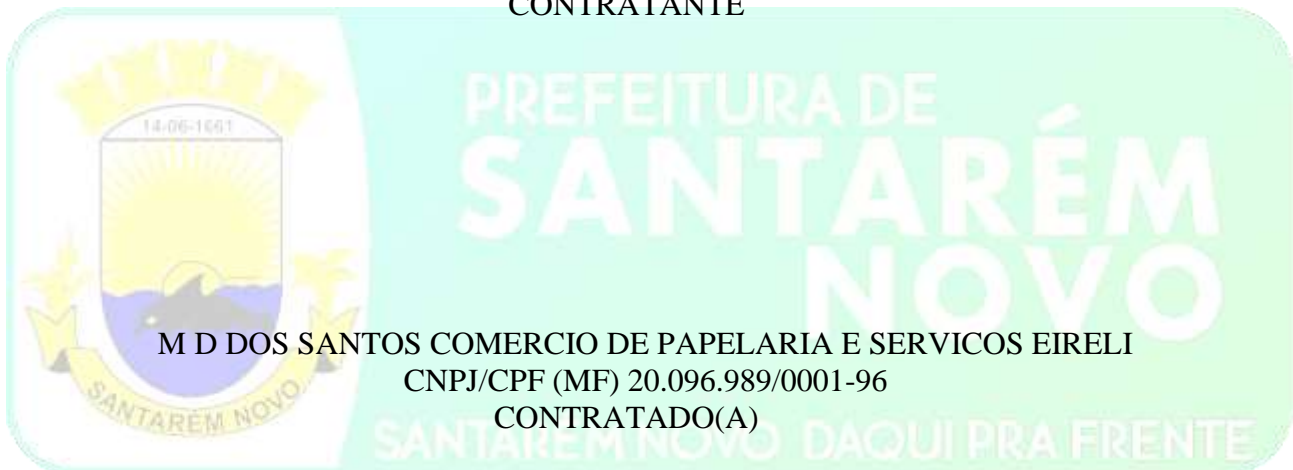 CONTRATANTE
14-06-1661
PREFEITURA DE
SANTARÉM
NOVO
M D DOS SANTOS COMERCIO DE PAPELARIA E SERVICOS EIRELI
CNPJ/CPF (MF) 20.096.989/0001-96
CONTRATADO(A)
SANTARÉM NOVO
SANTARÉM NOVO DAQUI PRA FRENTE